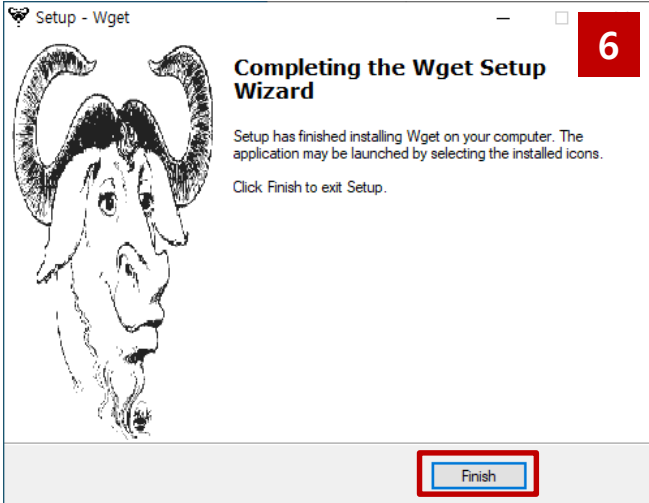 Setup - Wget
6
Completing the Wget Setup
Wizard
Setup has finished installing Wget on your computer. The
application may be launched by selecting the installed icons.
Click Finish to exit Setup.
Finish